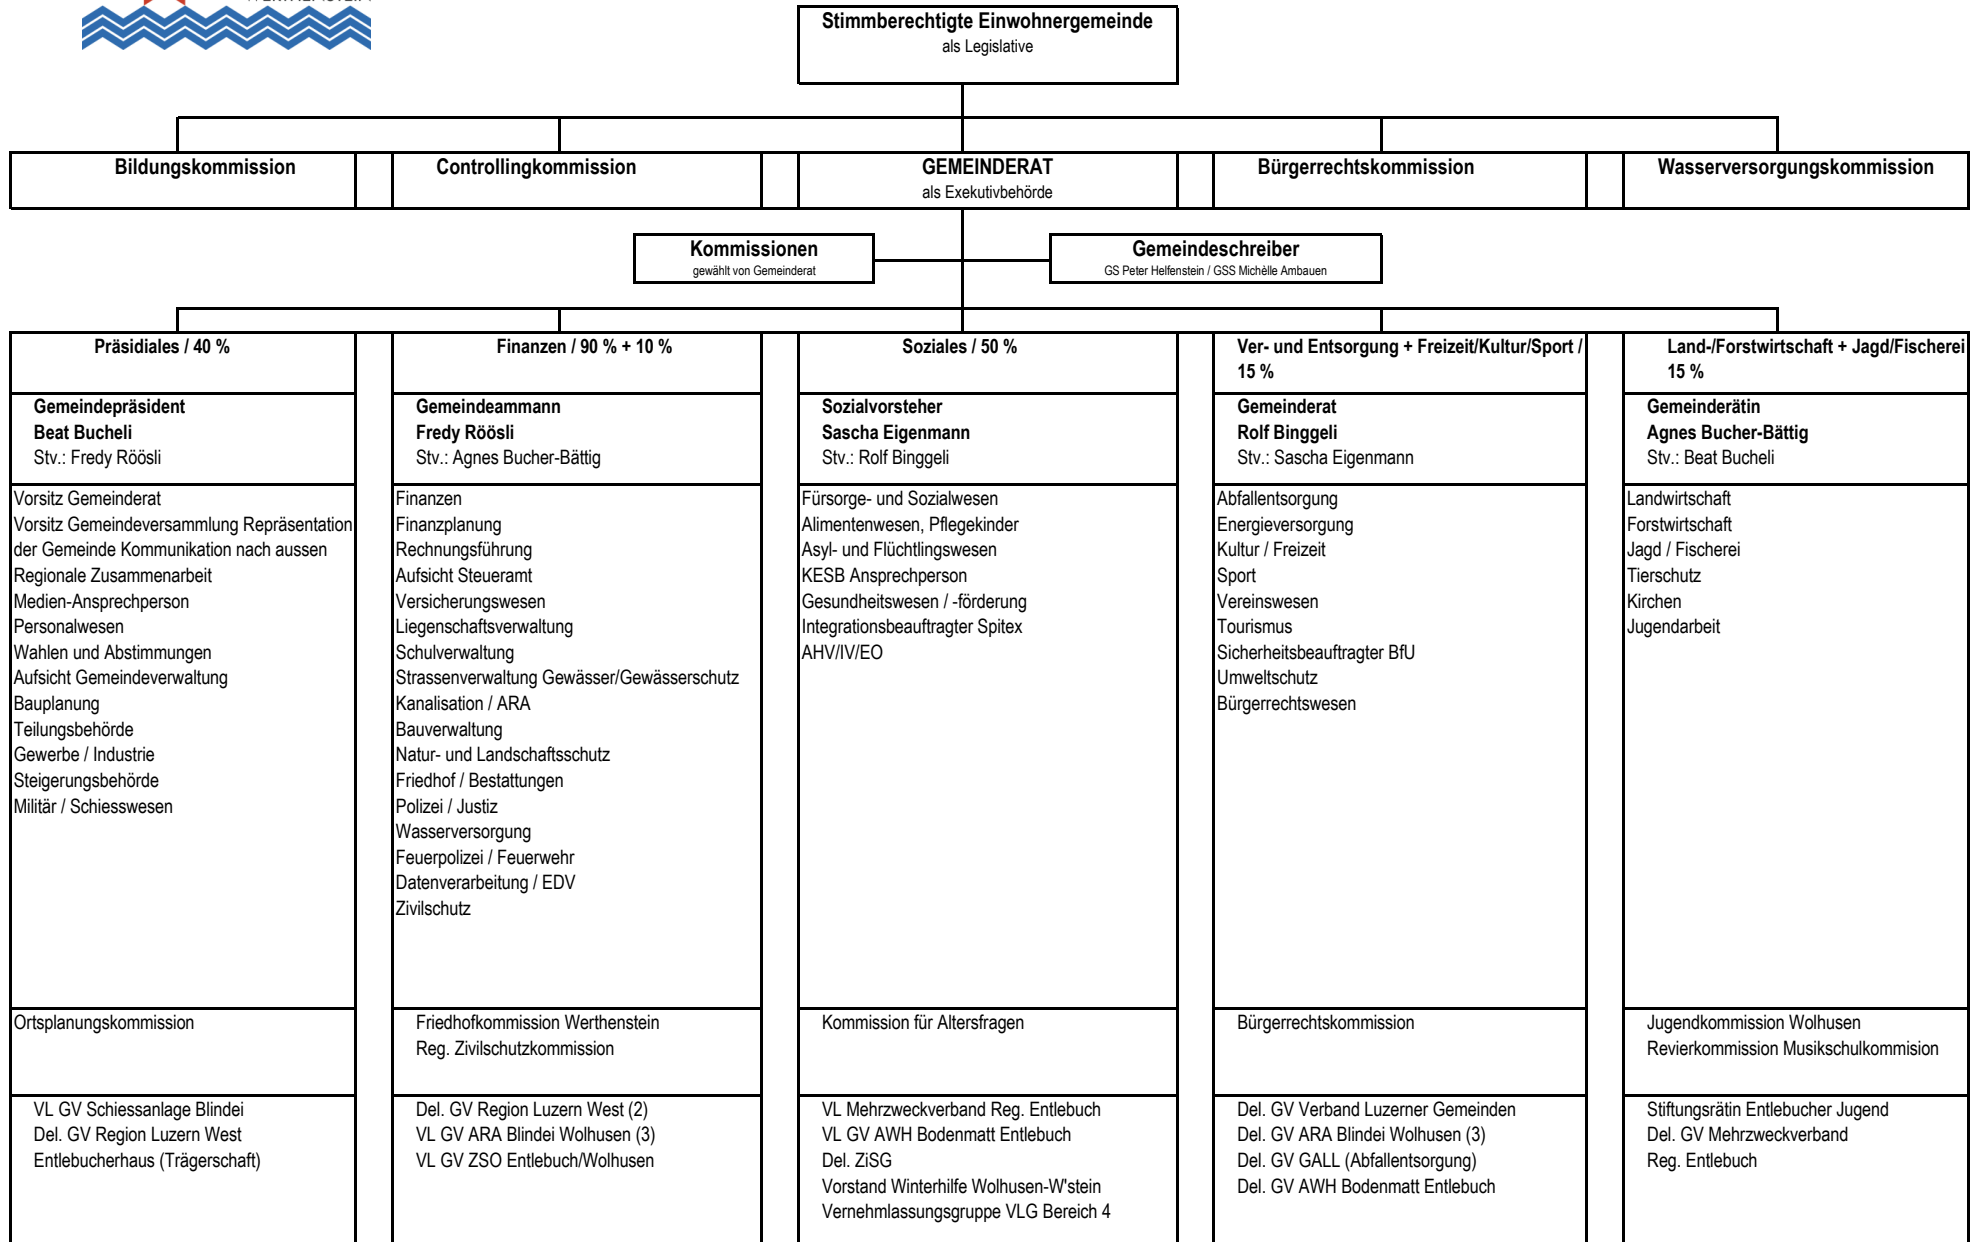 Stimmberechtigte Einwohnergemeinde
als Legislative
Bildungskommission
Controllingkommission
GEMEINDERAT
als Exekutivbehörde
Bürgerrechtskommission
Wasserversorgungskommission
Kommissionen
gewählt von Gemeinderat
Gemeindeschreiber
GS Peter Helfenstein / GSS Michèlle Ambauen
Präsidiales / 40 %
Gemeindepräsident
Beat Bucheli
Stv.: Fredy Röösli
Vorsitz Gemeinderat
Vorsitz Gemeindeversammlung Repräsentation
der Gemeinde Kommunikation nach aussen
Regionale Zusammenarbeit
Medien-Ansprechperson
Personalwesen
Wahlen und Abstimmungen
Aufsicht Gemeindeverwaltung
Bauplanung
Teilungsbehörde
Gewerbe / Industrie
Steigerungsbehörde
Militär / Schiesswesen
Ortsplanungskommission
VL GV Schiessanlage Blindei
Del. GV Region Luzern West
Entlebucherhaus (Trägerschaft)
Finanzen / 90 % + 10 %
Gemeindeammann
Fredy Röösli
Stv.: Agnes Bucher-Bättig
Finanzen
Finanzplanung
Rechnungsführung
Aufsicht Steueramt
Versicherungswesen
Liegenschaftsverwaltung
Schulverwaltung
Strassenverwaltung Gewässer/Gewässerschutz
Kanalisation / ARA
Bauverwaltung
Natur- und Landschaftsschutz
Friedhof / Bestattungen
Polizei / Justiz
Wasserversorgung
Feuerpolizei / Feuerwehr
Datenverarbeitung / EDV
Zivilschutz
Friedhofkommission Werthenstein
Reg. Zivilschutzkommission
Del. GV Region Luzern West (2)
VL GV ARA Blindei Wolhusen (3)
VL GV ZSO Entlebuch/Wolhusen
Soziales / 50 %
Sozialvorsteher
Sascha Eigenmann
Stv.: Rolf Binggeli
Fürsorge- und Sozialwesen
Alimentenwesen, Pflegekinder
Asyl- und Flüchtlingswesen
KESB Ansprechperson
Gesundheitswesen / -förderung
Integrationsbeauftragter Spitex
AHV/IV/EO
Kommission für Altersfragen
VL Mehrzweckverband Reg. Entlebuch
VL GV AWH Bodenmatt Entlebuch
Del. ZiSG
Vorstand Winterhilfe Wolhusen-W'stein
Vernehmlassungsgruppe VLG Bereich 4
Ver- und Entsorgung + Freizeit/Kultur/Sport /
15 %
Gemeinderat
Rolf Binggeli
Stv.: Sascha Eigenmann
Abfallentsorgung
Energieversorgung
Kultur / Freizeit
Sport
Vereinswesen
Tourismus
Sicherheitsbeauftragter BfU
Umweltschutz
Bürgerrechtswesen
Bürgerrechtskommission
Del. GV Verband Luzerner Gemeinden
Del. GV ARA Blindei Wolhusen (3)
Del. GV GALL (Abfallentsorgung)
Del. GV AWH Bodenmatt Entlebuch
Land-/Forstwirtschaft + Jagd/Fischerei
15 %
Gemeinderätin
Agnes Bucher-Bättig
Stv.: Beat Bucheli
Landwirtschaft
Forstwirtschaft
Jagd / Fischerei
Tierschutz
Kirchen
Jugendarbeit
Jugendkommission Wolhusen
Revierkommission Musikschulkommision
Stiftungsrätin Entlebucher Jugend
Del. GV Mehrzweckverband
Reg. Entlebuch